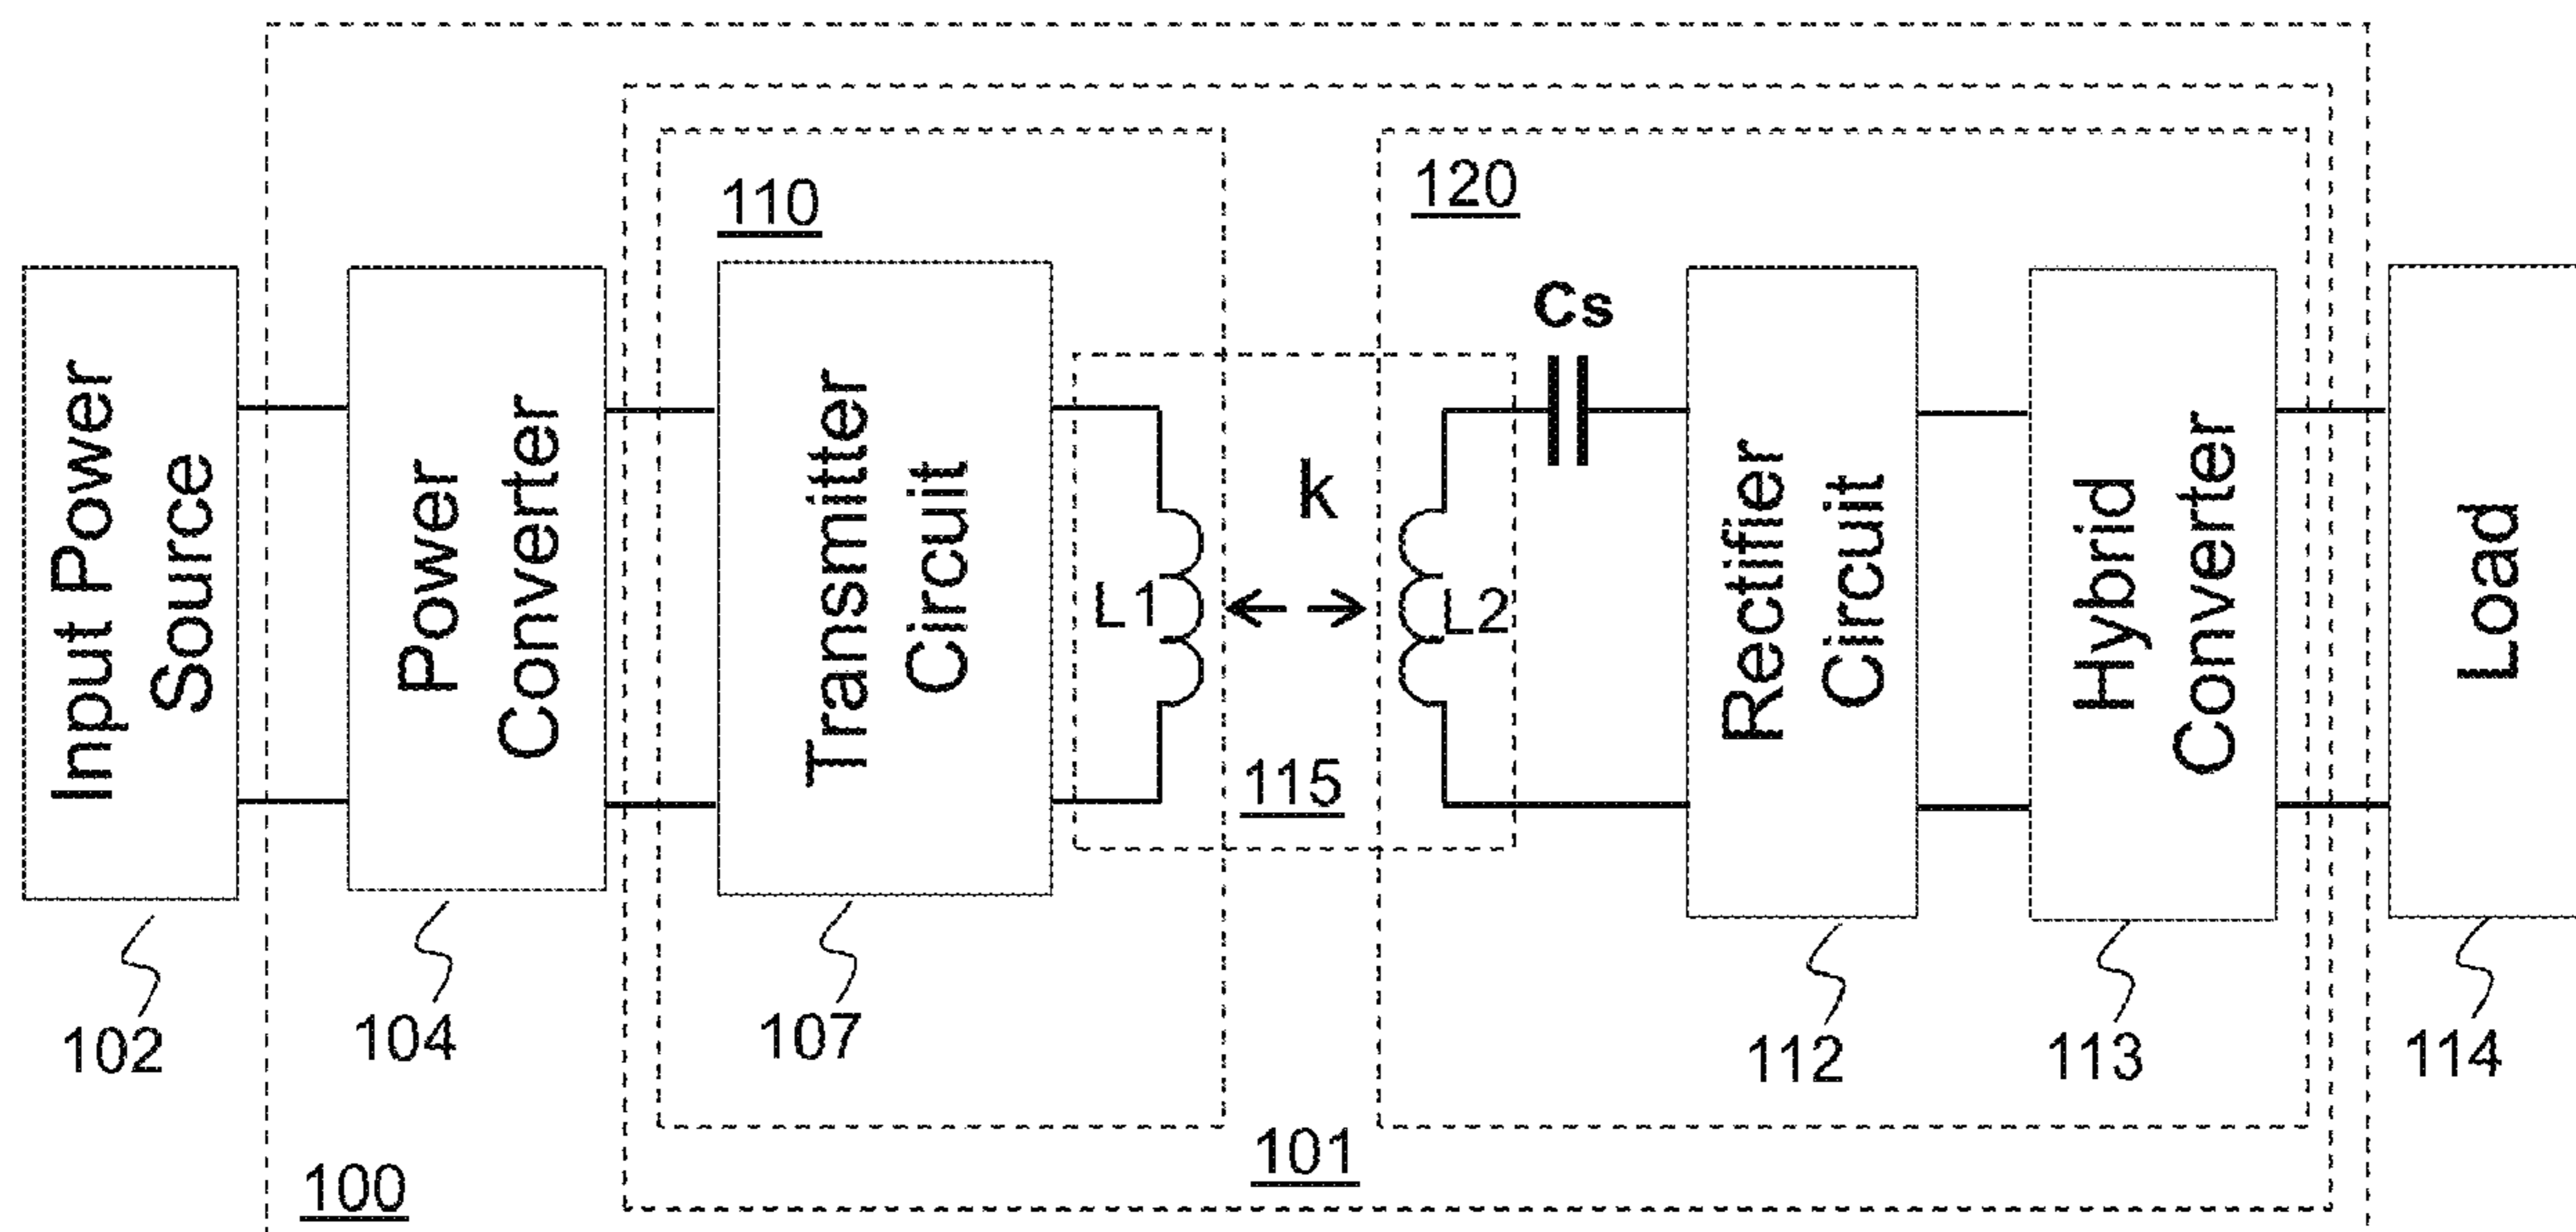 110
120
Cs
Input Power
Source
Power
Converter
Transmitter
Circuit
L1
k
L2
Rectifier
Circuit
Hybrid
Converter
Load
115
102
104
107
112
113
114
101
100